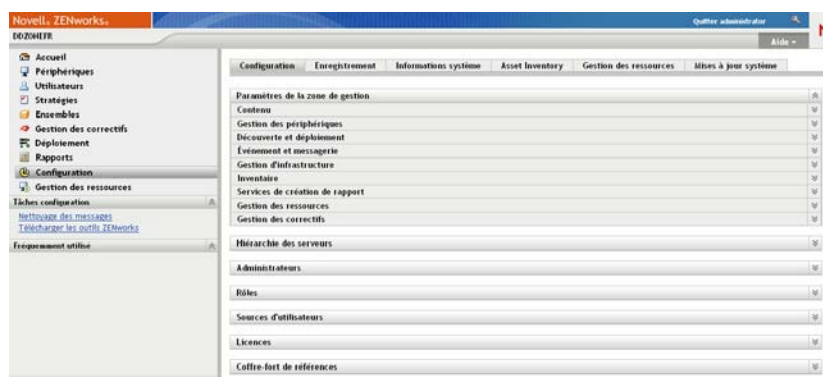 Novell® ZENworks®
Quitter administrator
DDZONEFR
Aide
Accueil
Périphériques
Utilisateurs
Stratégies
Ensembles
Gestion des correctifs
Déploiement
Rapports
Configuration
Gestion des ressources
Tâches configuration
Nettoyage des messages
Télécharger les outils ZENworks
Fréquemment utilisé
Configuration Enregistrement Informations système Asset Inventory Gestion des ressources Mises à jour système
Paramètres de la zone de gestion
Contenu
Gestion des périphériques
Découverte et déploiement
Événement et messagerie
Gestion d'infrastructure
Inventaire
Services de création de rapport
Gestion des ressources
Gestion des correctifs
Hiérarchie des serveurs
Administrateurs
Rôles
Sources d'utilisateurs
Licences
Coffre-fort de références